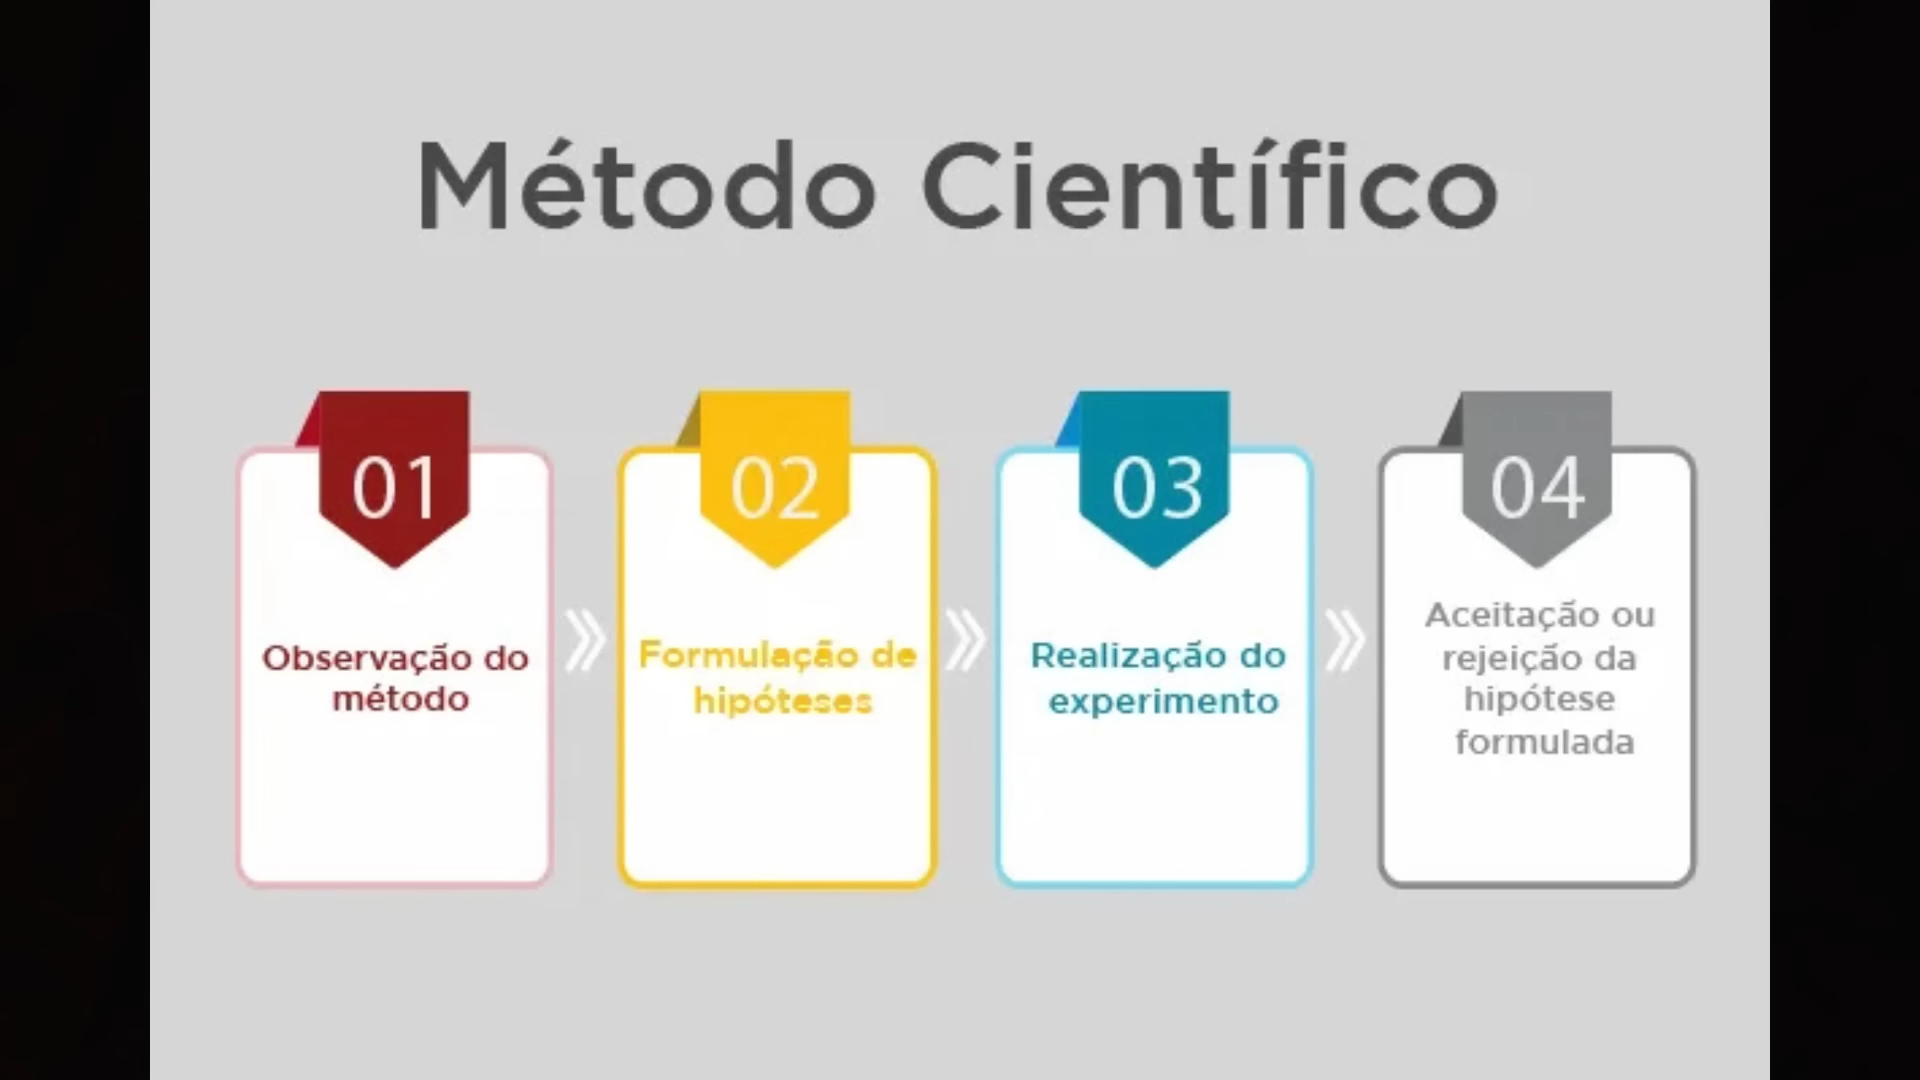 Método Científico
01
Observação do
método
02
Formulação de
hipóteses
03
Realização do
experimento
04
Aceitação ou
rejeição da
hipótese
formulada